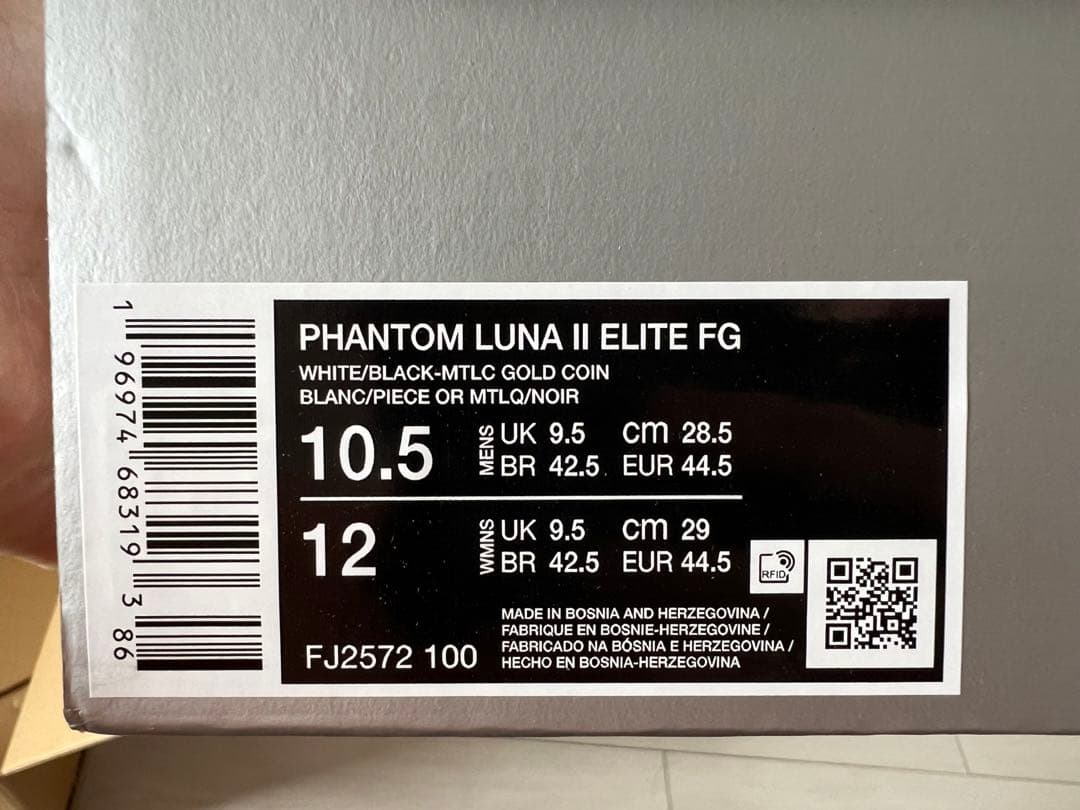 1 96974 68319 3 86
PHANTOM LUNA II ELITE FG
WHITE/BLACK-MTLC GOLD COIN
BLANC/PIECE OR MTLQ/NOIR
10.5 MENS UK 9.5 CM 28.5
BR 42.5 EUR 44.5
12 WMNS UK 9.5 CM 29
BR 42.5 EUR 44.5
RFID
MADE IN BOSNIA AND HERZEGOVINA /
FABRIQUE EN BOSNIE-HERZEGOVINE /
FABRICADO NA BÓSNIA E HERZEGOVINA /
HECHO EN BOSNIA-HERZEGOVINA
FJ2572 100